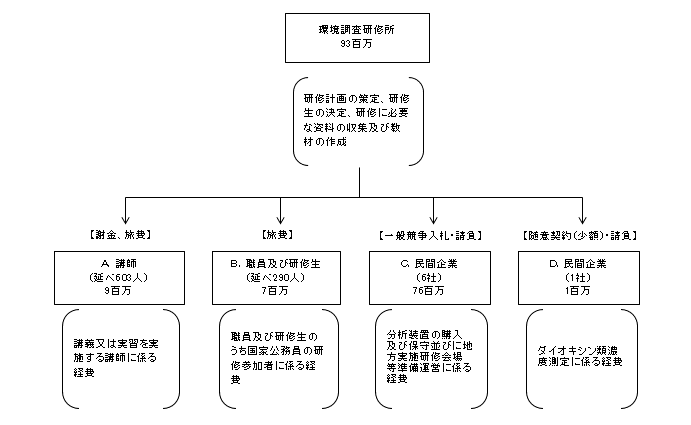 環境調査研修所
93百万
研修計画の策定、研修
生の決定、研修に必要
な資料の収集及び教
材の作成
【謝金、旅費】
【旅費】
【一般競争入札・請負】
【随意契約(少額)・請負】
A. 講師
(延べ603人)
9百万
B. 職員及び研修生
(延べ290人)
7百万
C. 民間企業
(6社)
76百万
D. 民間企業
(1社)
1百万
講義又は実習を実
施する講師に係る
経費
職員及び研修生の
うち国家公務員の研
修参加者に係る経
費
分析装置の購入
及び保守並びに地
方実施研修会場
等準備運営に係る
経費
ダイオキシン類濃
度測定に係る経費